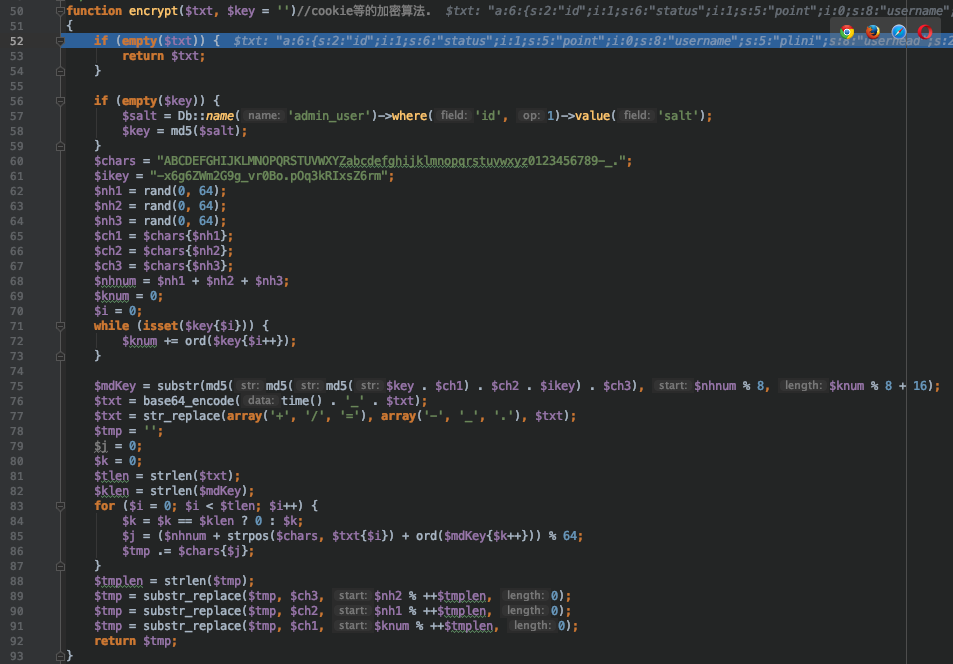 50 function encrypt($txt, $key = '')//cookie等的加密算法. $txt: "a:6:{s:2:"id";i:1;s:6:"status";i:1;s:5:"point";i:0;s:8:"username";
51 {
52 if (empty($txt)) { $txt: "a:6:{s:2:"id";i:1;s:6:"status";i:1;s:5:"point";i:0;s:8:"username";s:5:"plini";s:8:"userhead";s:2
53 return $txt;
54 }
55
56 if (empty($key)) {
57 $salt = Db::name( name: 'admin_user')->where( field: 'id', op: 1)->value( field: 'salt');
58 $key = md5($salt);
59 }
60 $chars = "ABCDEFGHIJKLMNOPQRSTUVWXYZabcdefghijklmnopqrstuvwxyz0123456789-_.";
61 $ikey = "-x6g6ZWm2G9g_vr0Bo.pOq3kRIxsZ6rm";
62 $nh1 = rand(0, 64);
63 $nh2 = rand(0, 64);
64 $nh3 = rand(0, 64);
65 $ch1 = $chars{$nh1};
66 $ch2 = $chars{$nh2};
67 $ch3 = $chars{$nh3};
68 $nhnum = $nh1 + $nh2 + $nh3;
69 $knum = 0;
70 $i = 0;
71 while (isset($key{$i})) {
72 $knum += ord($key{$i++});
73 }
74
75 $mdKey = substr(md5( str: md5( str: md5( str: $key . $ch1) . $ch2 . $ikey) . $ch3), start: $nhnum % 8, length: $knum % 8 + 16);
76 $txt = base64_encode( data: time() . '_' . $txt);
77 $txt = str_replace(array('+', '/', '='), array('-', '_', '.'), $txt);
78 $tmp = '';
79 $j = 0;
80 $k = 0;
81 $tlen = strlen($txt);
82 $klen = strlen($mdKey);
83 for ($i = 0; $i < $tlen; $i++) {
84 $k = $k == $klen ? 0 : $k;
85 $j = ($nhnum + strpos($chars, $txt{$i}) + ord($mdKey{$k++})) % 64;
86 $tmp .= $chars{$j};
87 }
88 $tmplen = strlen($tmp);
89 $tmp = substr_replace($tmp, $ch3, start: $nh2 % ++$tmplen, length: 0);
90 $tmp = substr_replace($tmp, $ch2, start: $nh1 % ++$tmplen, length: 0);
91 $tmp = substr_replace($tmp, $ch1, start: $knum % ++$tmplen, length: 0);
92 return $tmp;
93 }